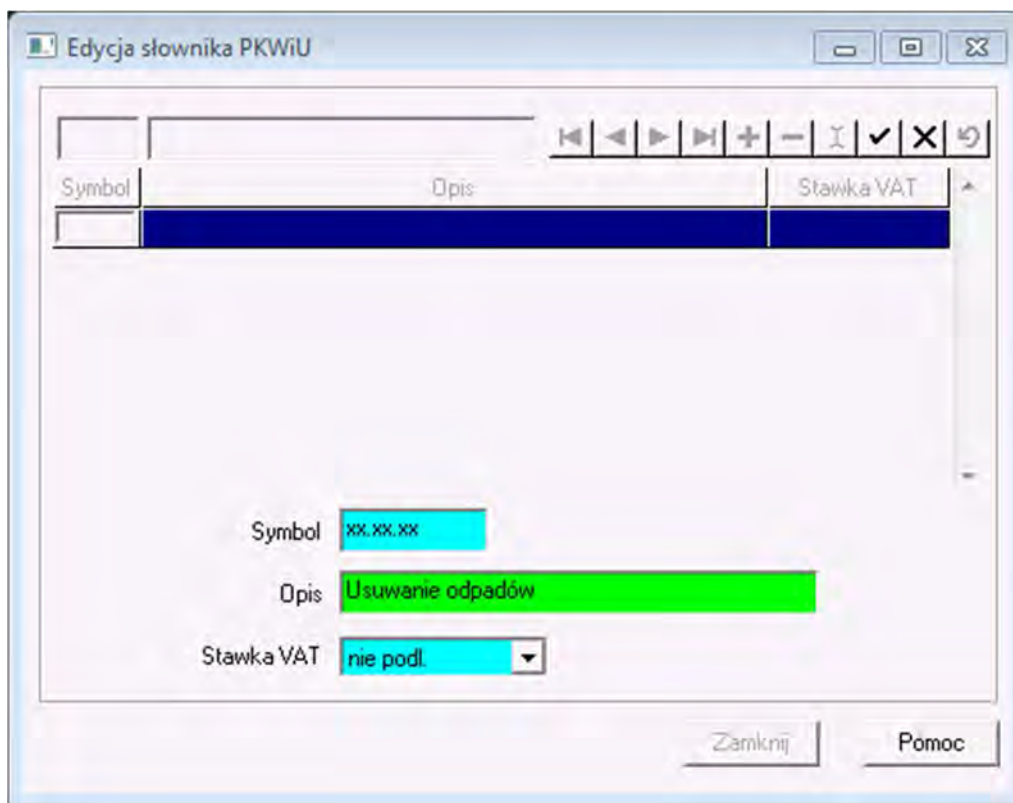 Edycja słownika PKWiU
Symbol Opis Stawka VAT
Symbol xx.xx.xx
Opis Usuwanie odpadów
Stawka VAT nie podl.
Zamknij Pomoc